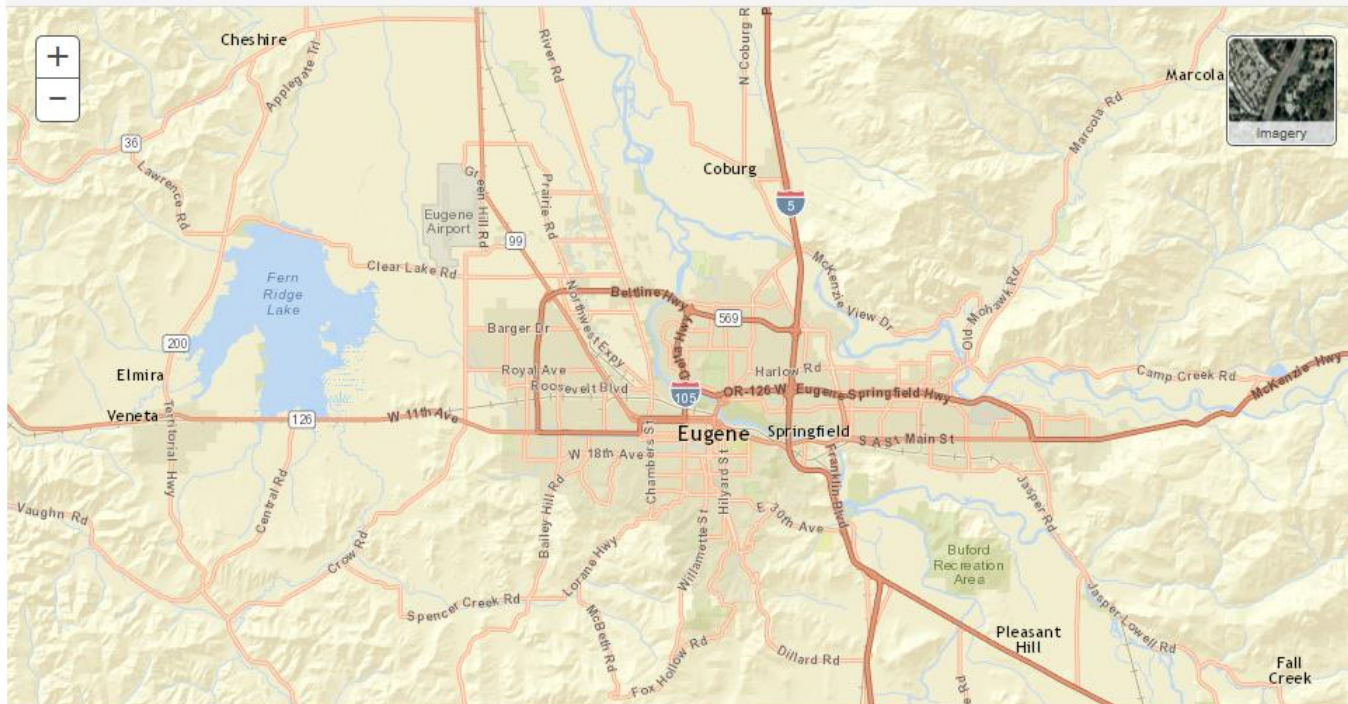 Cheshire
+
−
Applegate Trl
River Rd
N Coburg R
Marcola
Imagery
36
Lawrence Rd
Marcola Rd
Coburg
Green Hill Rd
Prairie Rd
5
Eugene
Airport
99
Clear Lake Rd
Fern
Ridge
Lake
McKenzie View Dr
Old Mohawk Rd
Beltline Hwy
569
Northwest Expy
Barger Dr
Delta Hwy
200
Elmira
Royal Ave
Harlow Rd
Camp Creek Rd
Roosevelt Blvd
105
OR-126 W
Eugene Springfield Hwy
McKenzie Hwy
Veneta
126
W 11th Ave
Territorial Hwy
Eugene
Springfield
S A St
Main St
W 18th Ave
Chambers St
Hilyard St
Franklin Blvd
Central Rd
Bailey Hill Rd
Jasper Rd
Vaughn Rd
E 30th Ave
Crow Rd
Lorane Hwy
Willamette St
Buford
Recreation
Area
Spencer Creek Rd
McBeth Rd
Jasper-Lowell Rd
Fox Hollow Rd
Dillard Rd
Pleasant
Hill
Fall
Creek
e Rd